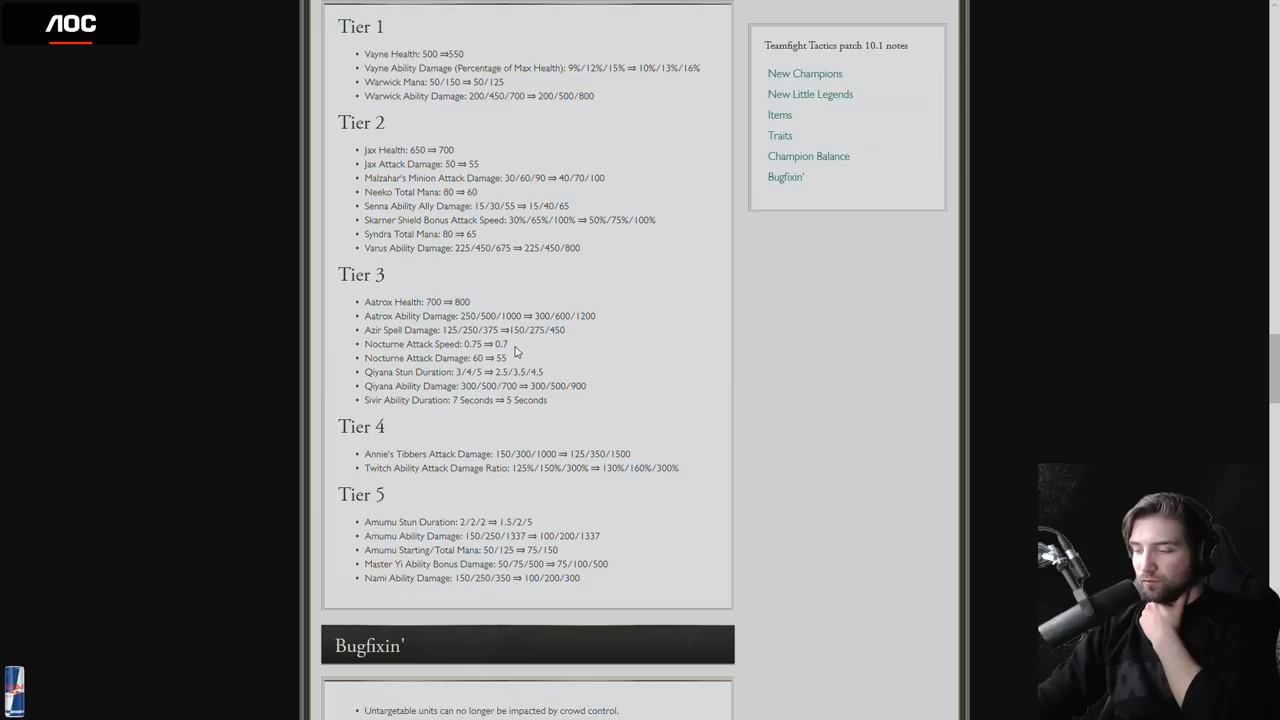 AOC
Tier 1
• Vayne Health: 500 ⇒550
• Vayne Ability Damage (Percentage of Max Health): 9%/12%/15% ⇒ 10%/13%/16%
• Warwick Mana: 50/150 ⇒ 50/125
• Warwick Ability Damage: 200/450/700 ⇒ 200/500/800
Tier 2
• Jax Health: 650 ⇒ 700
• Jax Attack Damage: 50 ⇒ 55
• Malzahar's Minion Attack Damage: 30/60/90 ⇒ 40/70/100
• Neeko Total Mana: 80 ⇒ 60
• Senna Ability Ally Damage: 15/30/55 ⇒ 15/40/65
• Skarner Shield Bonus Attack Speed: 30%/65%/100% ⇒ 50%/75%/100%
• Syndra Total Mana: 80 ⇒ 65
• Varus Ability Damage: 225/450/675 ⇒ 225/450/800
Tier 3
• Aatrox Health: 700 ⇒ 800
• Aatrox Ability Damage: 250/500/1000 ⇒ 300/600/1200
• Azir Spell Damage: 125/250/375 ⇒150/275/450
• Nocturne Attack Speed: 0.75 ⇒ 0.7
• Nocturne Attack Damage: 60 ⇒ 55
• Qiyana Stun Duration: 3/4/5 ⇒ 2.5/3.5/4.5
• Qiyana Ability Damage: 300/500/700 ⇒ 300/500/900
• Sivir Ability Duration: 7 Seconds ⇒ 5 Seconds
Tier 4
• Annie's Tibbers Attack Damage: 150/300/1000 ⇒ 125/350/1500
• Twitch Ability Attack Damage Ratio: 125%/150%/300% ⇒ 130%/160%/300%
Tier 5
• Amumu Stun Duration: 2/2/2 ⇒ 1.5/2/5
• Amumu Ability Damage: 150/250/1337 ⇒ 100/200/1337
• Amumu Starting/Total Mana: 50/125 ⇒ 75/150
• Master Yi Ability Bonus Damage: 50/75/500 ⇒ 75/100/500
• Nami Ability Damage: 150/250/350 ⇒ 100/200/300
Bugfixin'
• Untargetable units can no longer be impacted by crowd control.
Teamfight Tactics patch 10.1 notes
New Champions
New Little Legends
Items
Traits
Champion Balance
Bugfixin'